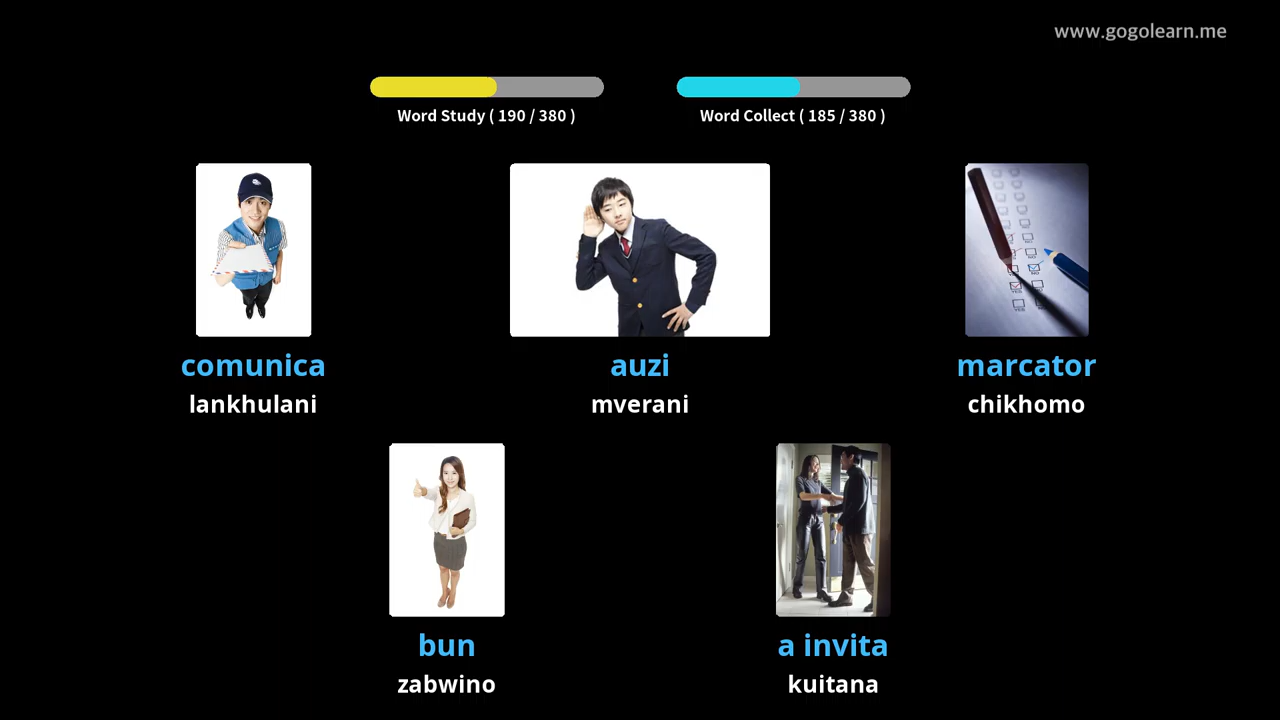 www.gogolearn.me
Word Study ( 190 / 380 )
Word Collect ( 185 / 380 )
comunica
lankhulani
auzi
mverani
marcator
chikhomo
bun
zabwino
a invita
kuitana